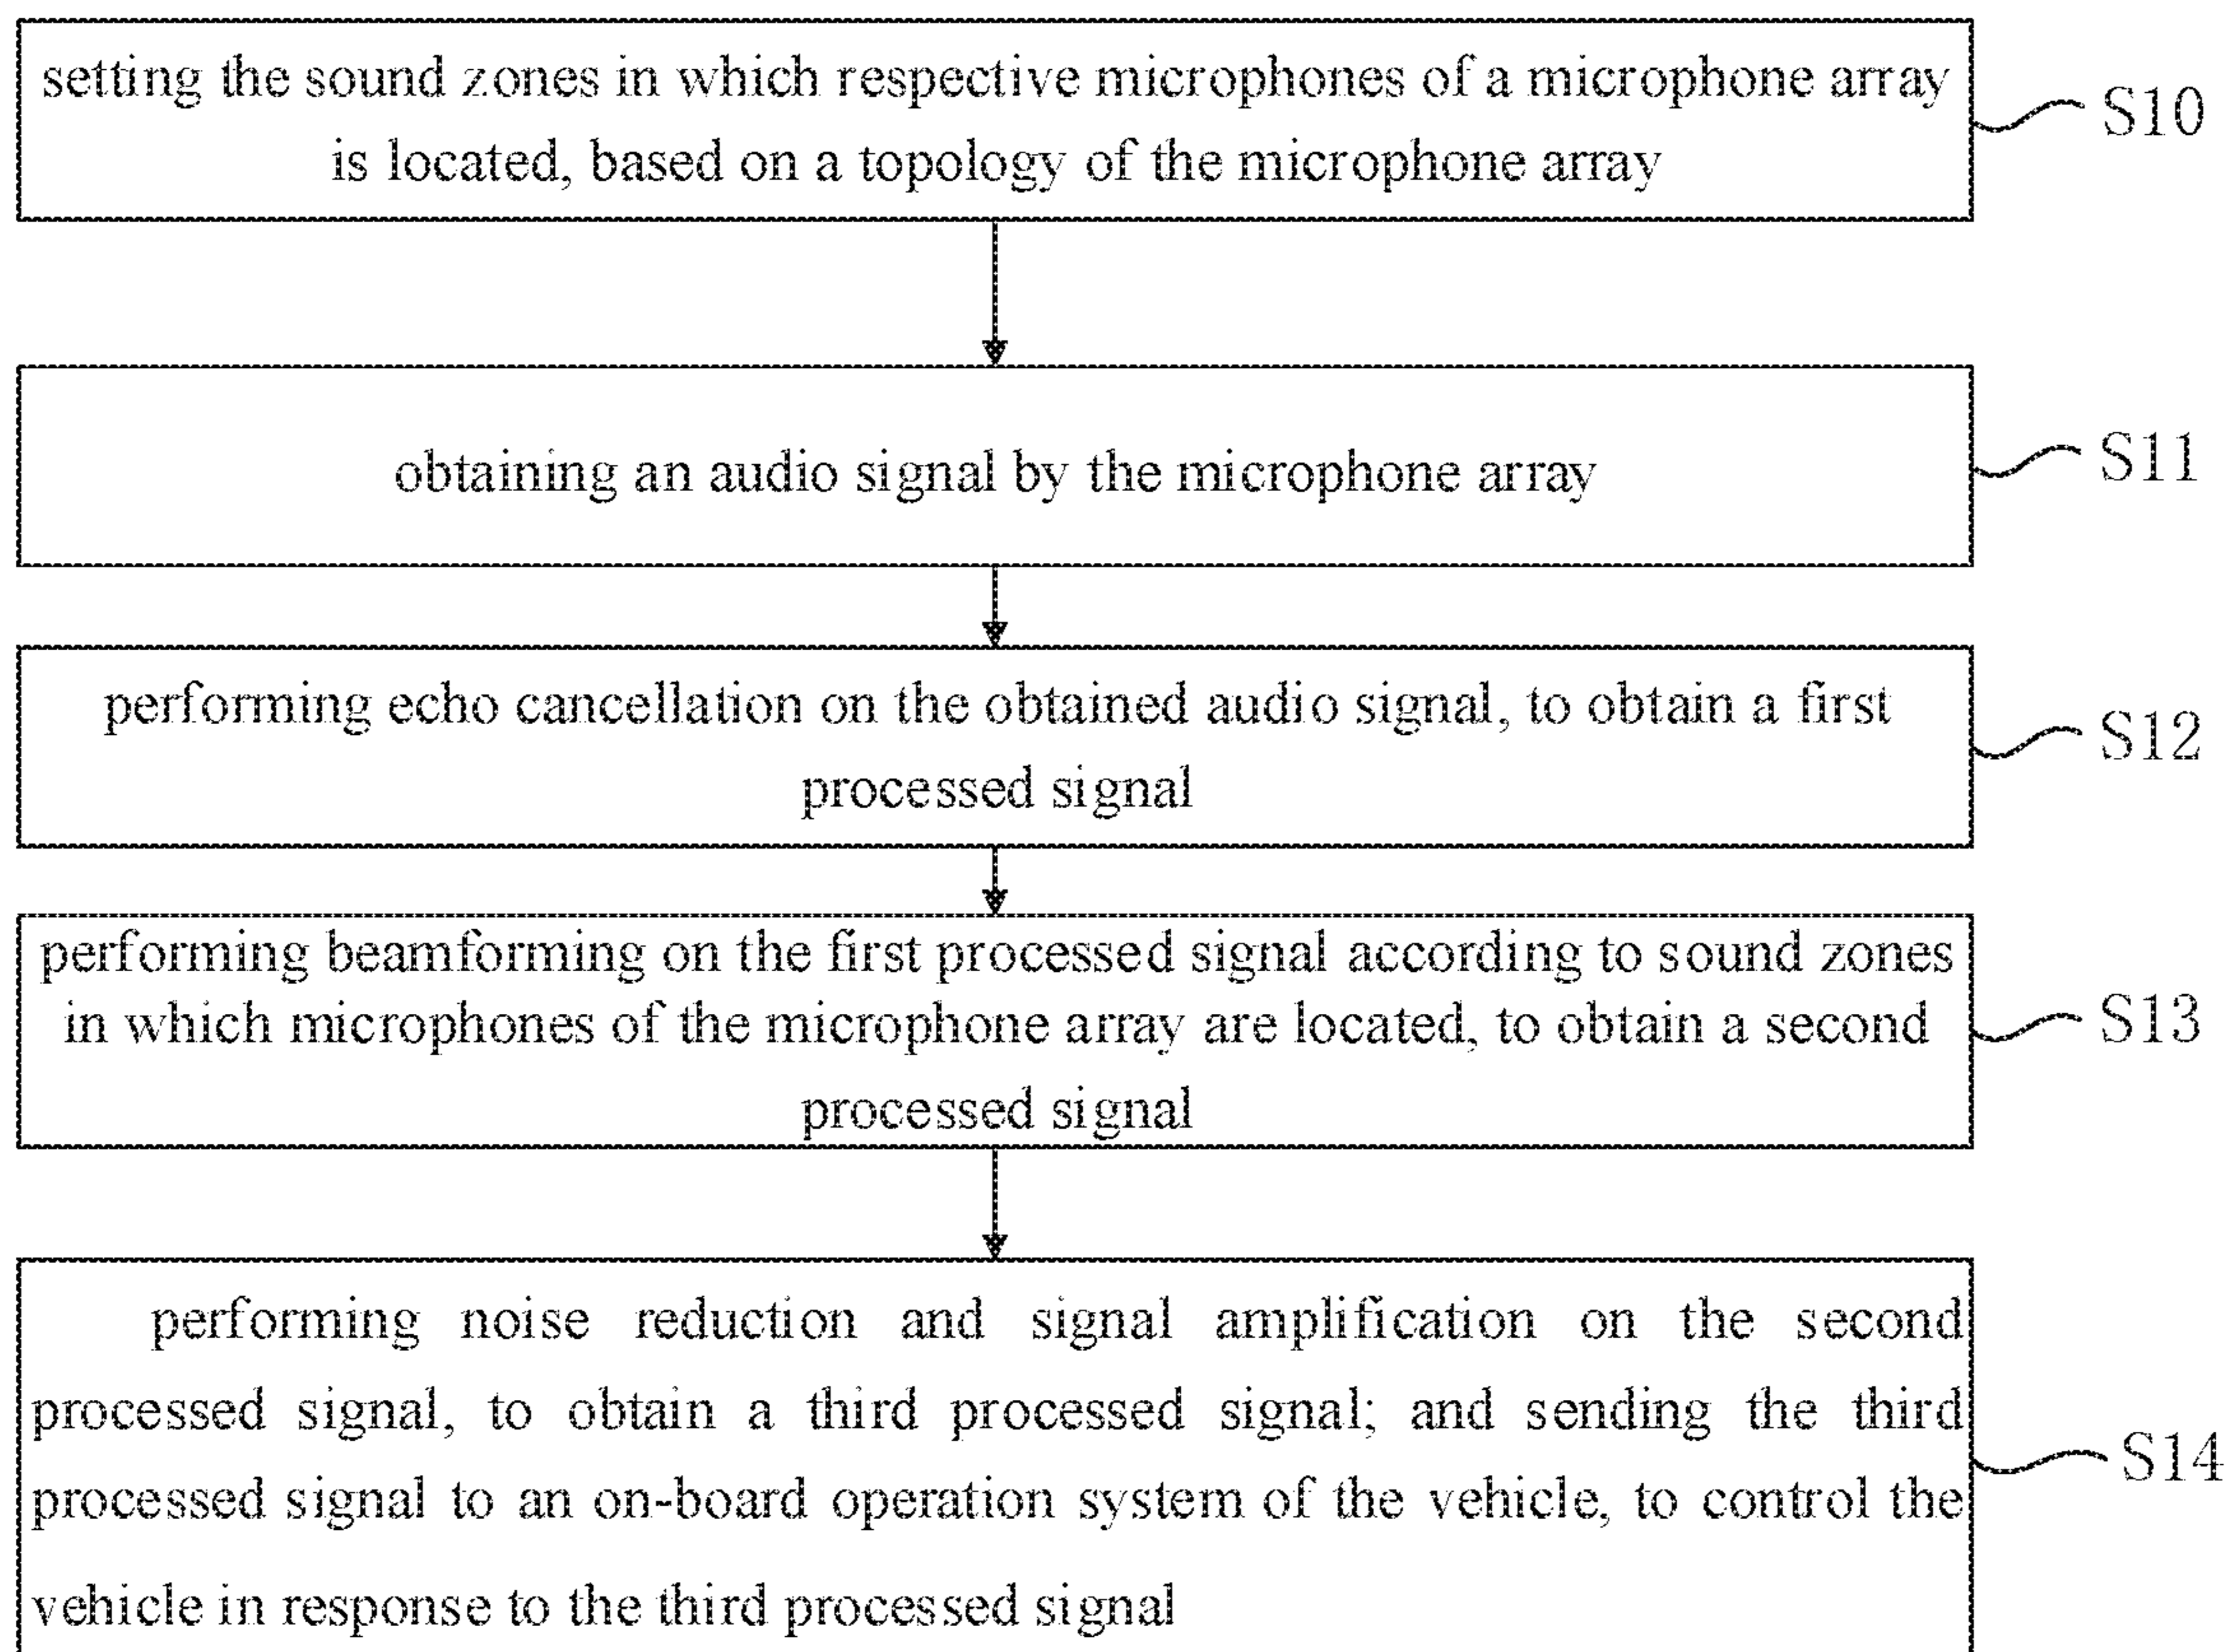 setting the sound zones in which respective microphones of a microphone array
is located, based on a topology of the microphone array
S10
obtaining an audio signal by the microphone array
S11
performing echo cancellation on the obtained audio signal, to obtain a first
processed signal
S12
performing beamforming on the first processed signal according to sound zones
in which microphones of the microphone array are located, to obtain a second
processed signal
S13
performing noise reduction and signal amplification on the second
processed signal, to obtain a third processed signal; and sending the third
processed signal to an on-board operation system of the vehicle, to control the
vehicle in response to the third processed signal
S14